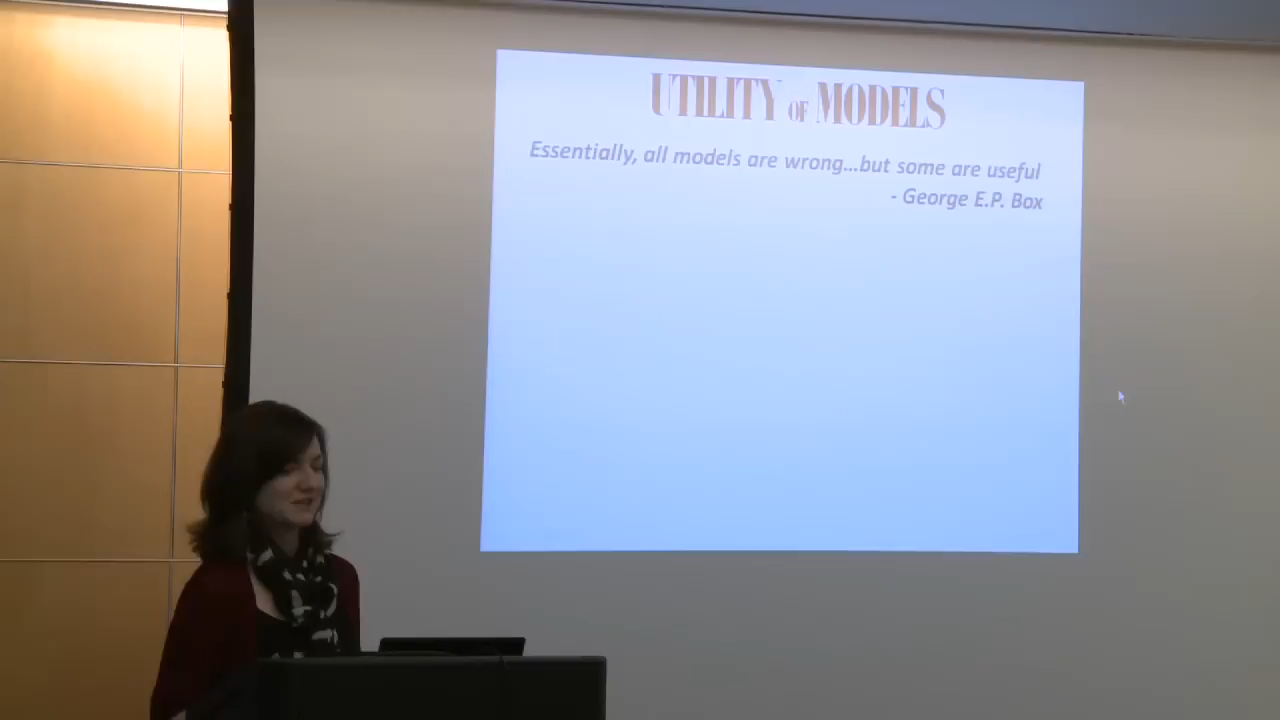 UTILITY OF MODELS
Essentially, all models are wrong...but some are useful
- George E.P. Box